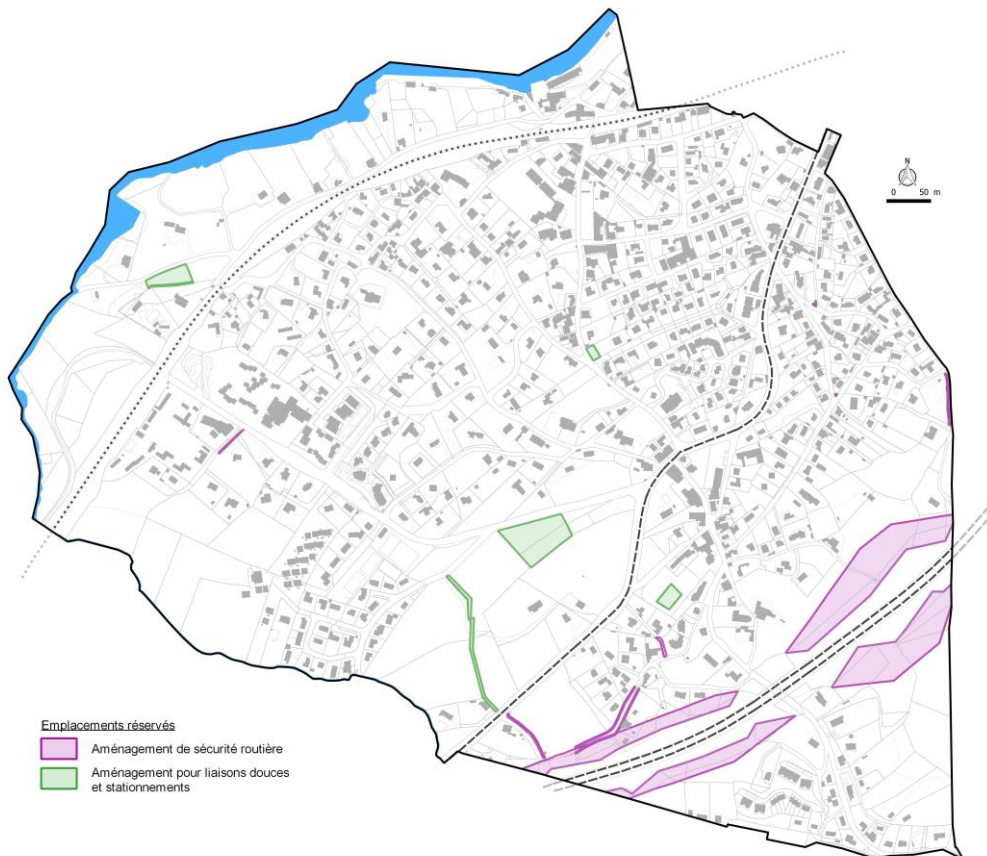 N
0 50 m
Emplacements réservés
Aménagement de sécurité routière
Aménagement pour liaisons douces
et stationnements